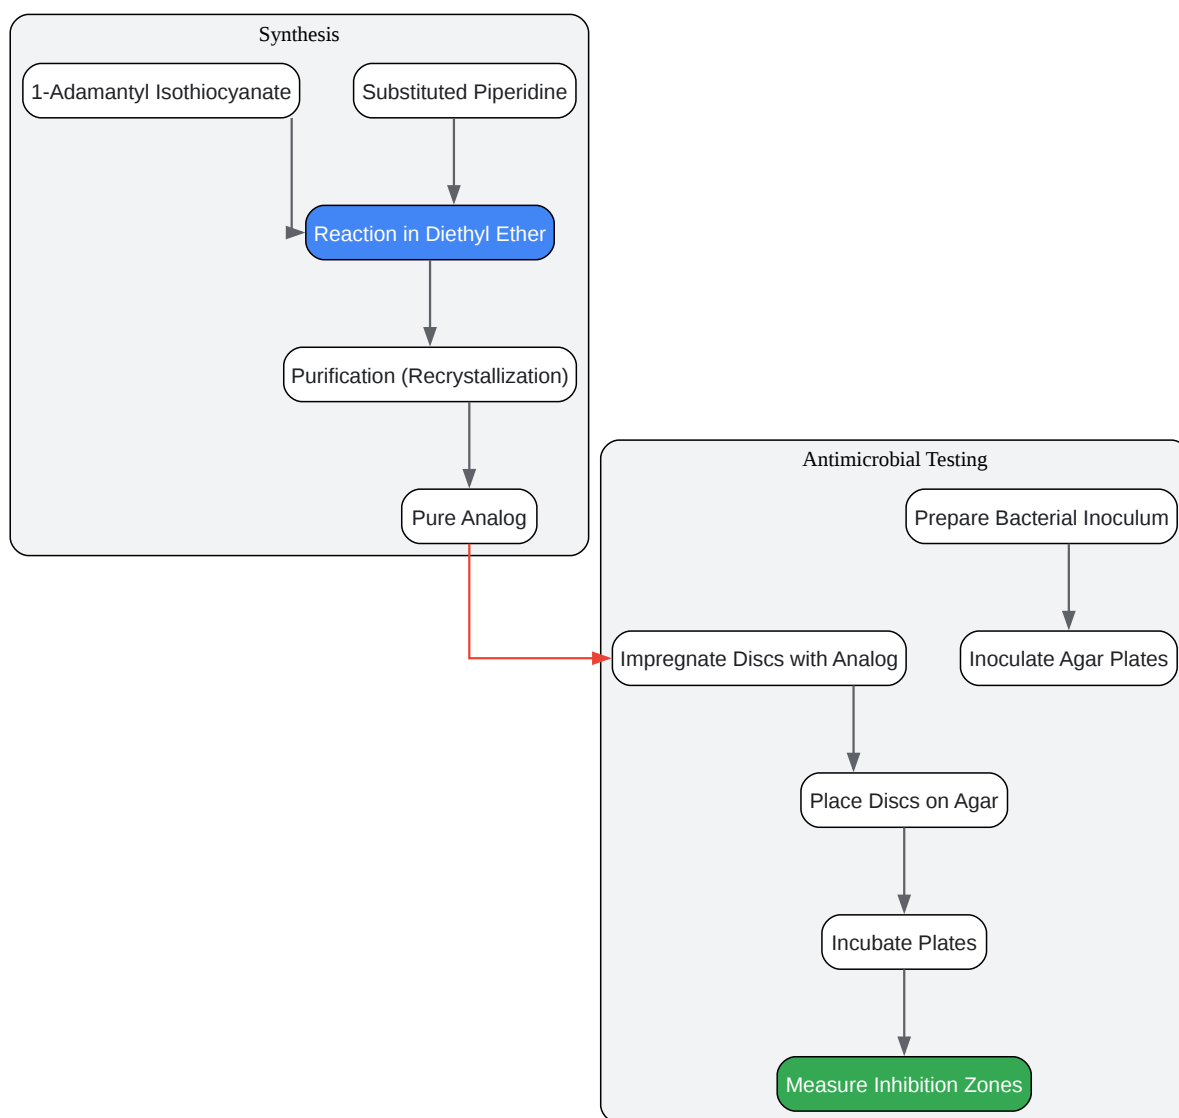 Synthesis
1-Adamantyl Isothiocyanate
Substituted Piperidine
Reaction in Diethyl Ether
Purification (Recrystallization)
Pure Analog
Antimicrobial Testing
Prepare Bacterial Inoculum
Impregnate Discs with Analog
Inoculate Agar Plates
Place Discs on Agar
Incubate Plates
Measure Inhibition Zones